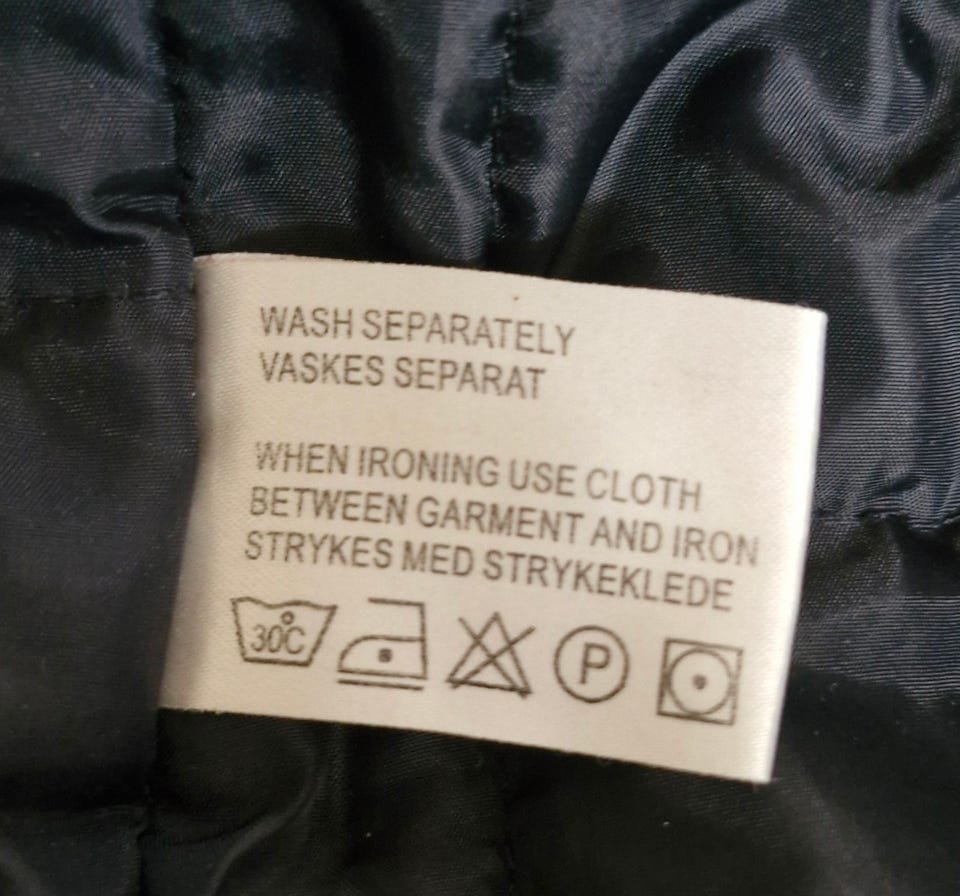 WASH SEPARATELY
VASKES SEPARAT
WHEN IRONING USE CLOTH
BETWEEN GARMENT AND IRON
STRYKES MED STRYKEKLEDE
30°C P